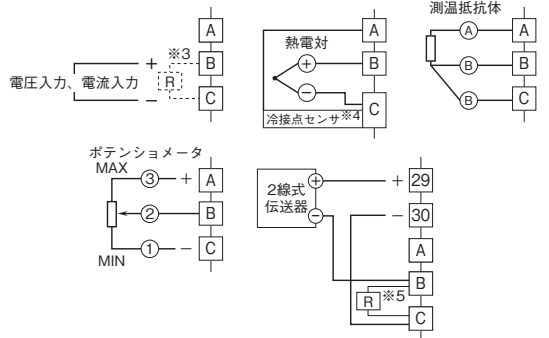 A
※3
+ B
電圧入力、電流入力 R
− C
熱電対
A
+ B
− C
冷接点センサ※4
測温抵抗体
A A
B B
B C
ポテンショメータ
MAX
③ + A
② B
① − C
MIN
2線式
伝送器
+ + 29
− − 30
A
B
R ※5
C